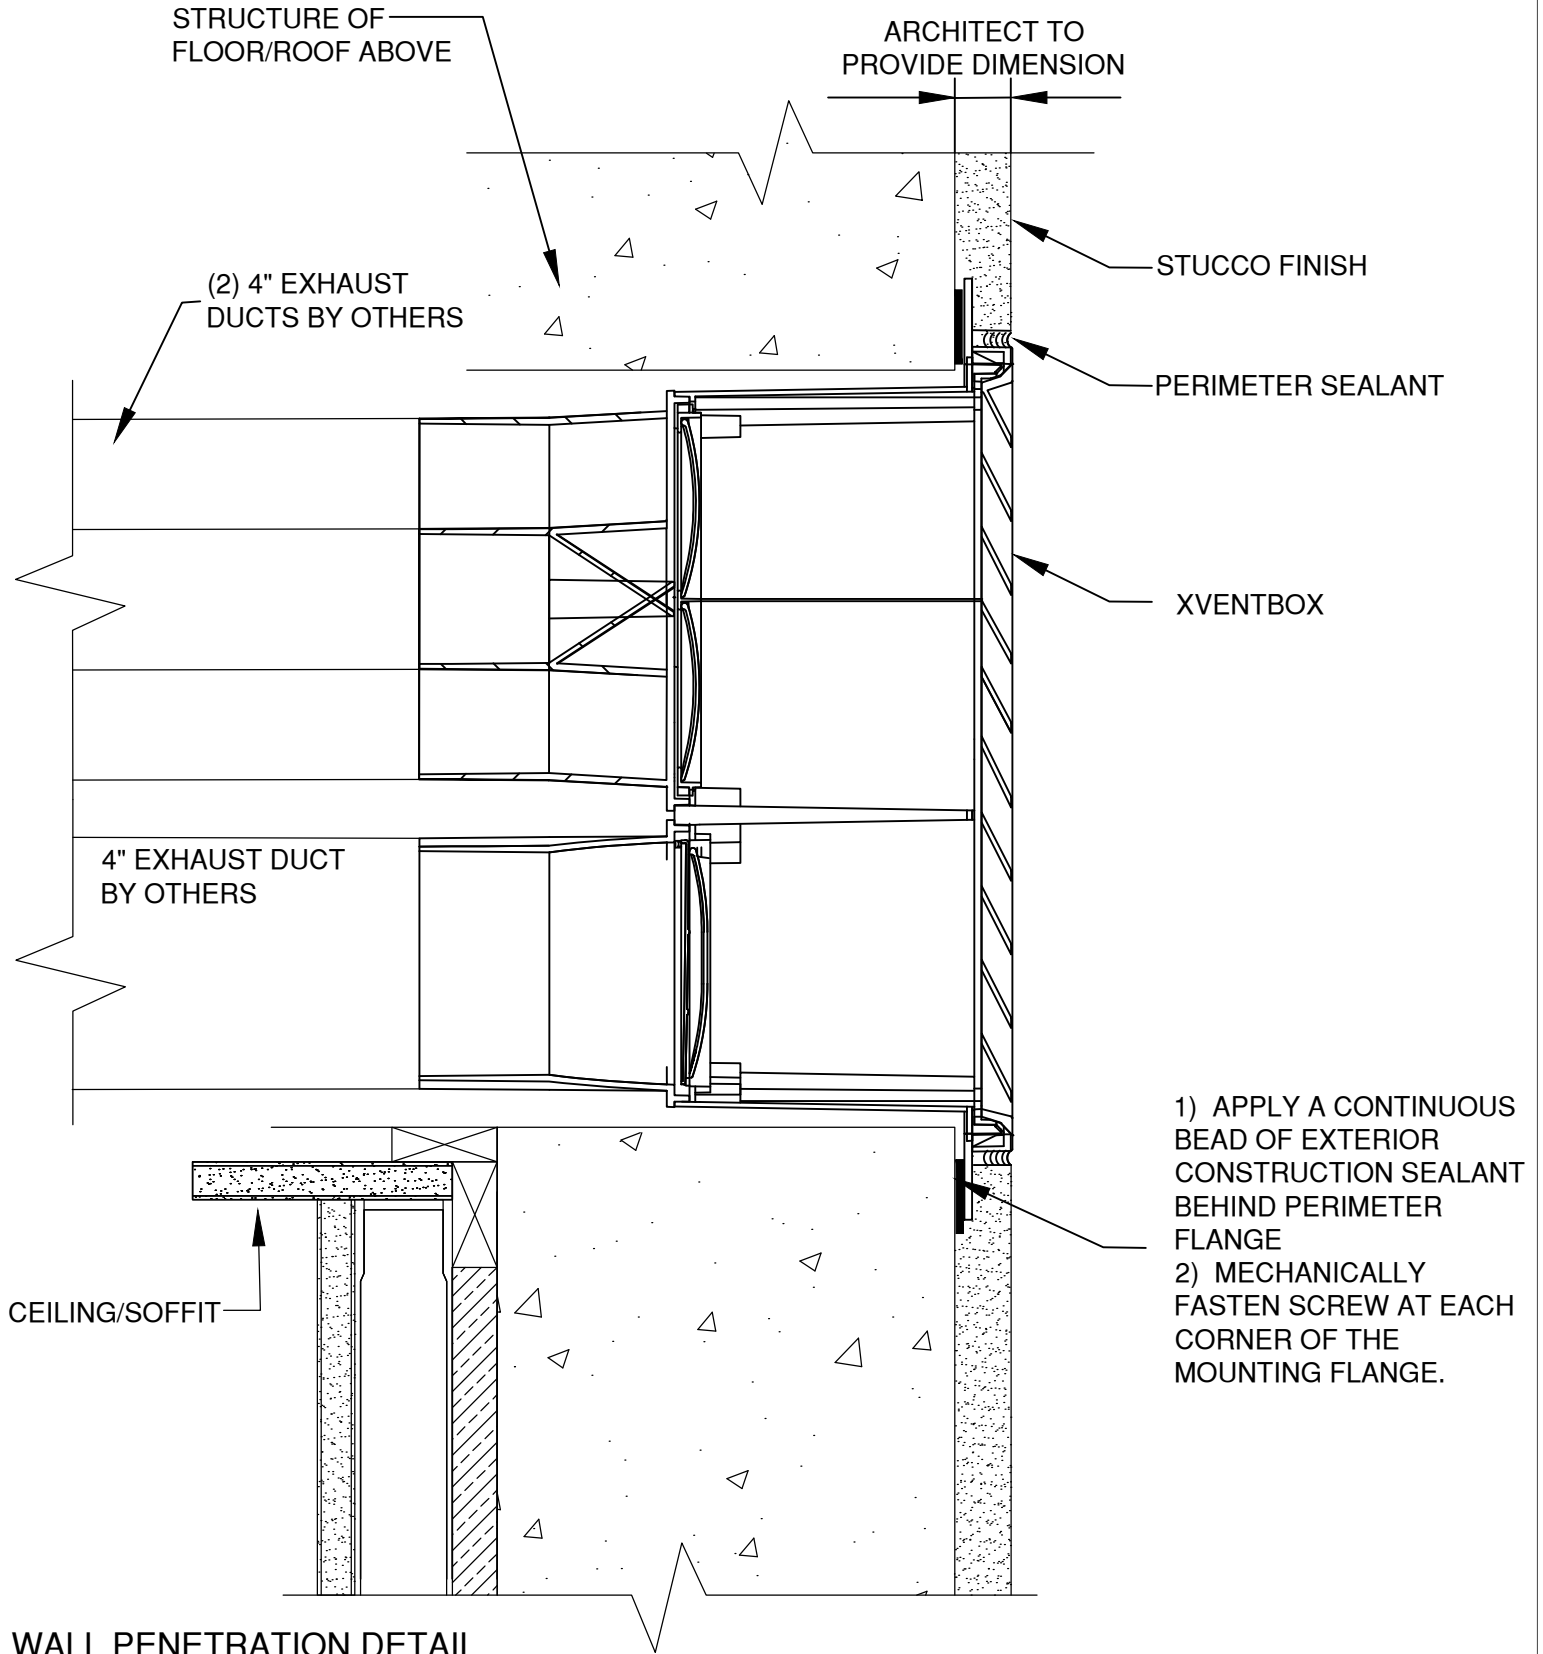 STRUCTURE OF
FLOOR/ROOF ABOVE
ARCHITECT TO
PROVIDE DIMENSION
(2) 4" EXHAUST
DUCTS BY OTHERS
STUCCO FINISH
PERIMETER SEALANT
XVENTBOX
4" EXHAUST DUCT
BY OTHERS
1) APPLY A CONTINUOUS
BEAD OF EXTERIOR
CONSTRUCTION SEALANT
BEHIND PERIMETER
FLANGE
2) MECHANICALLY
FASTEN SCREW AT EACH
CORNER OF THE
MOUNTING FLANGE.
CEILING/SOFFIT
WALL PENETRATION DETAIL